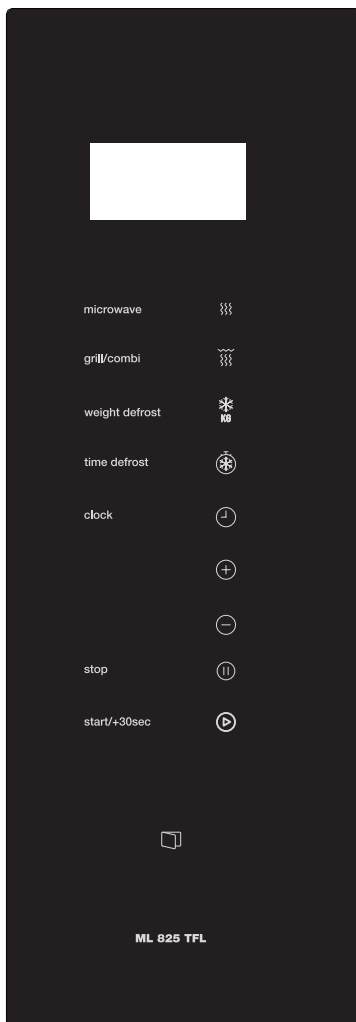 microwave
grill/combi
weight defrost
KG
time defrost
clock
stop
start/+30sec
ML 825 TFL